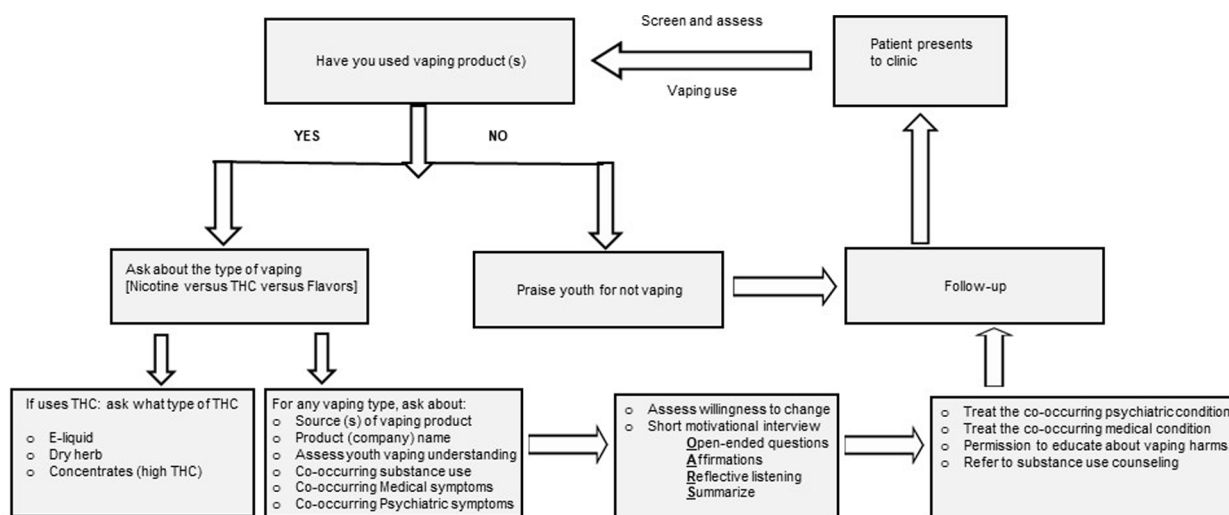 Screen and assess
Patient presents
to clinic
Have you used vaping product (s)
Vaping use
YES
NO
Ask about the type of vaping
[Nicotine versus THC versus Flavors]
Praise youth for not vaping
Follow-up
If uses THC: ask what type of THC
o E-liquid
o Dry herb
o Concentrates (high THC)
For any vaping type, ask about:
o Source (s) of vaping product
o Product (company) name
o Assess youth vaping understanding
o Co-occurring substance use
o Co-occurring Medical symptoms
o Co-occurring Psychiatric symptoms
o Assess willingness to change
o Short motivational interview
Open-ended questions
Affirmations
Reflective listening
Summarize
o Treat the co-occurring psychiatric condition
o Treat the co-occurring medical condition
o Permission to educate about vaping harms
o Refer to substance use counseling